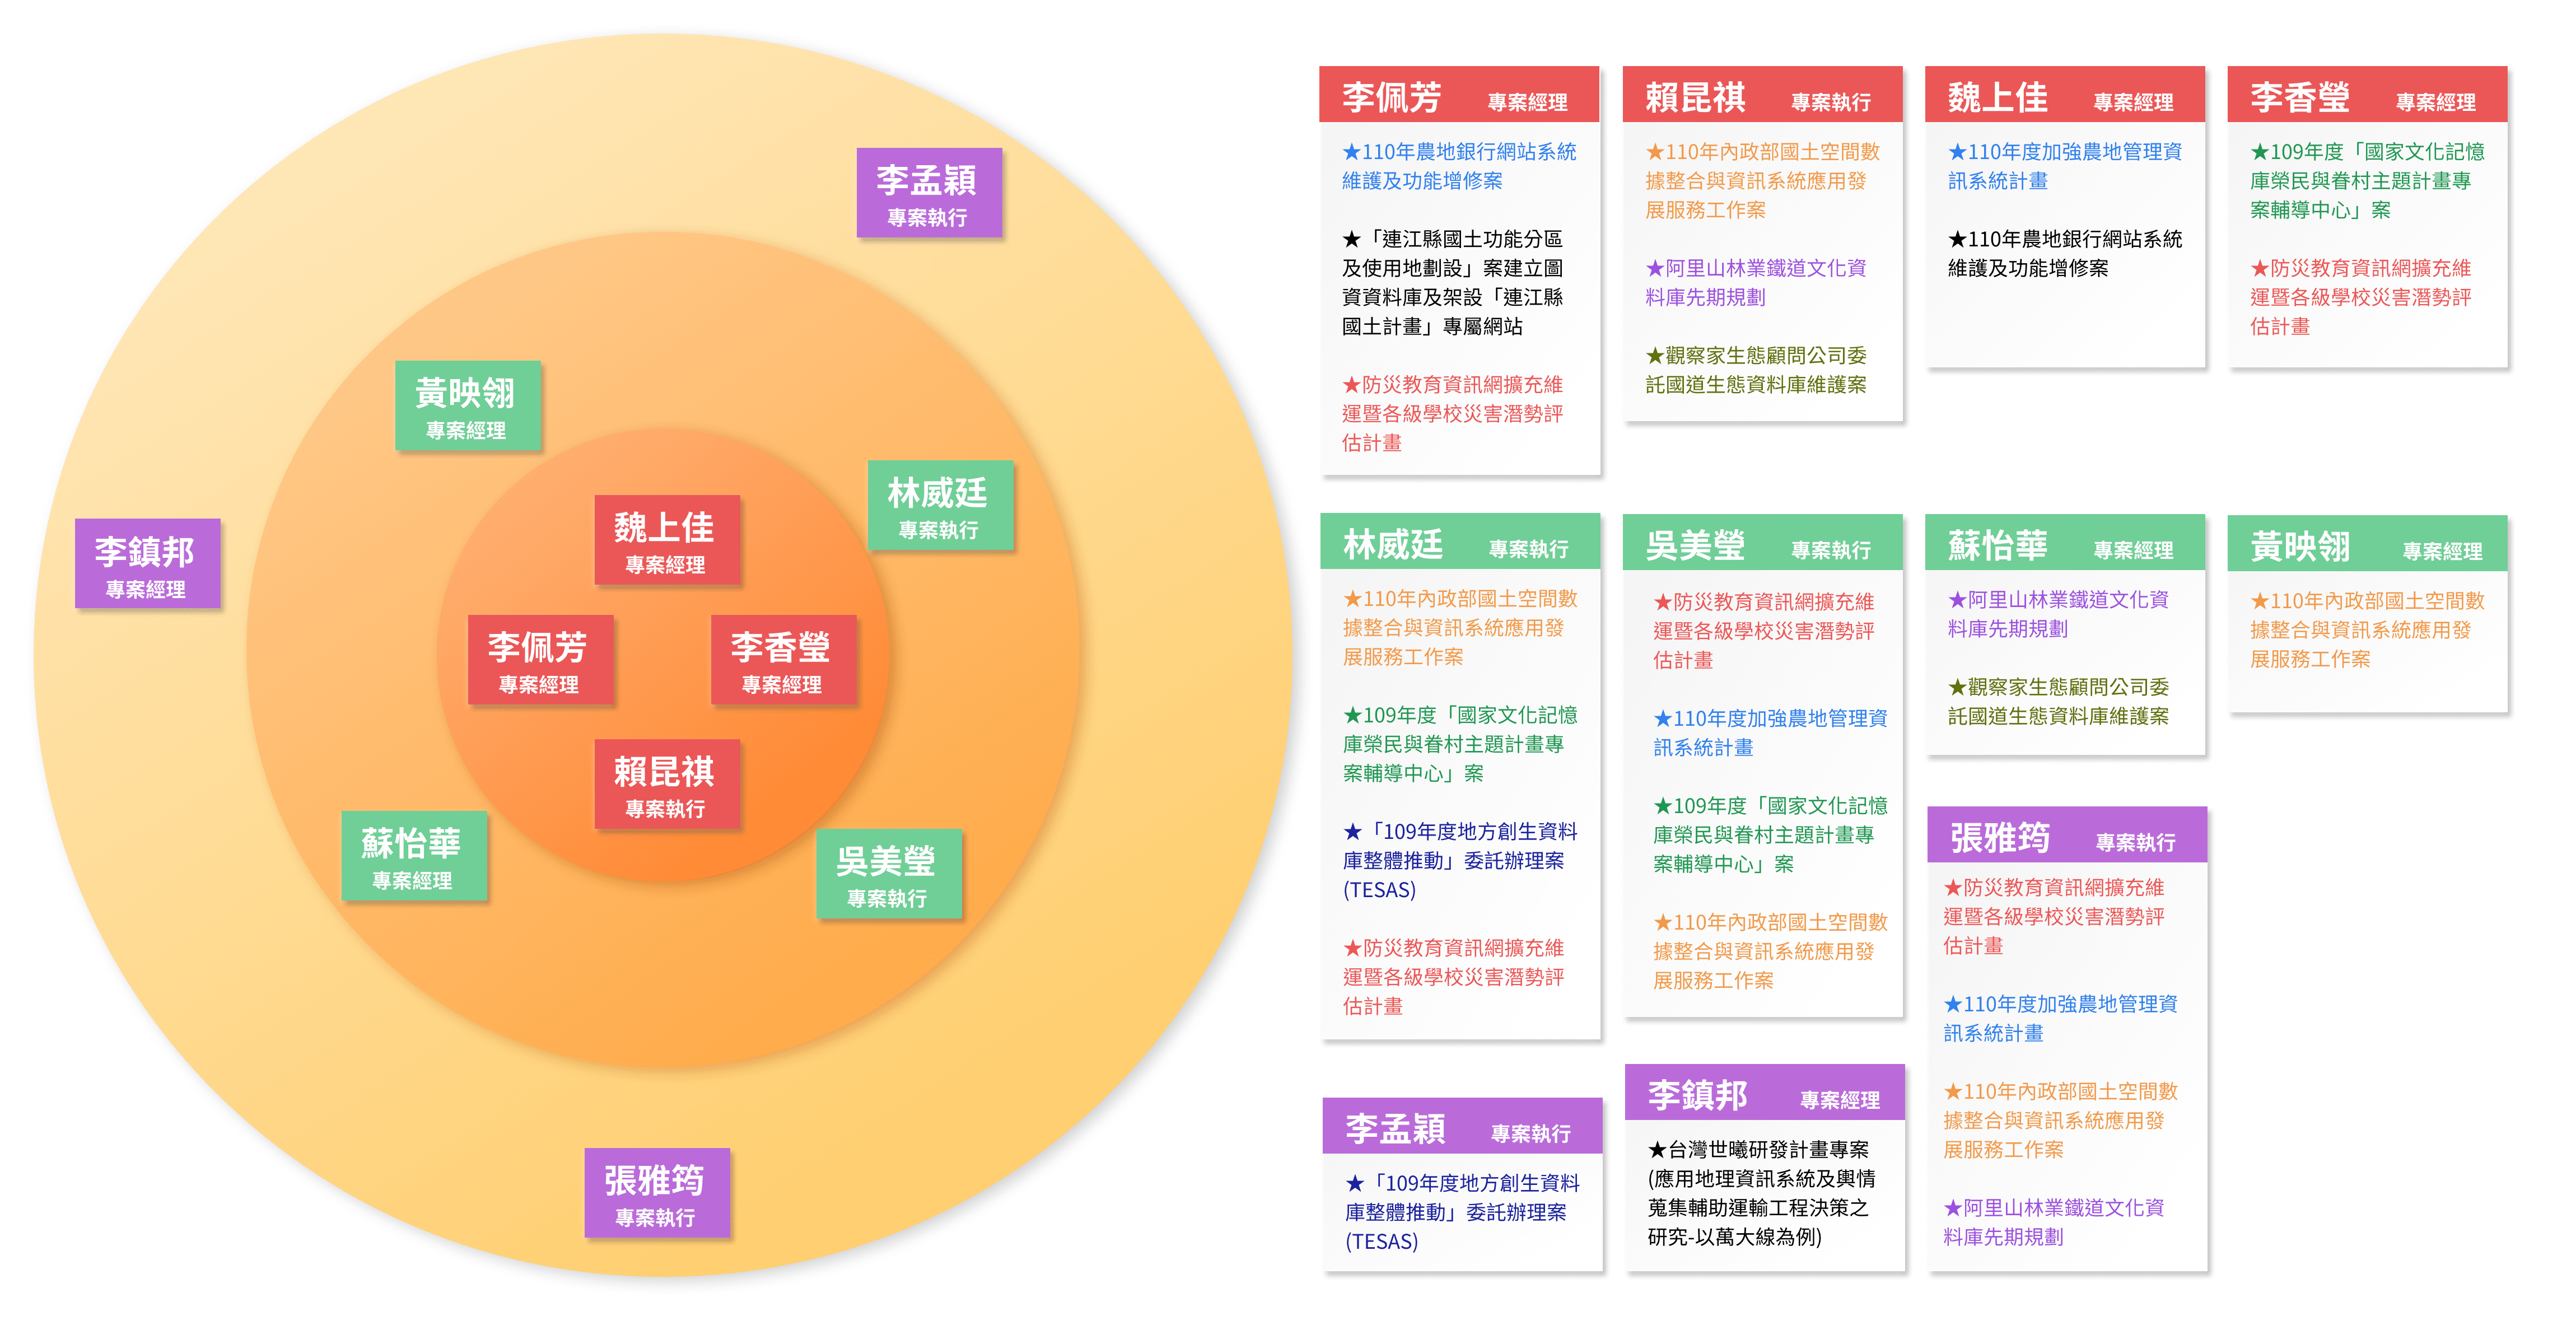 李孟穎
專案執行
黃映翎
專案經理
林威廷
專案執行
魏上佳
專案經理
李鎮邦
專案經理
李佩芳
專案經理
李香瑩
專案經理
賴昆祺
專案執行
蘇怡華
專案經理
吳美瑩
專案執行
張雅筠
專案執行
李佩芳 專案經理
★110年農地銀行網站系統
維護及功能增修案
★「連江縣國土功能分區
及使用地劃設」案建立圖
資資料庫及架設「連江縣
國土計畫」專屬網站
★防災教育資訊網擴充維
運暨各級學校災害潛勢評
估計畫
賴昆祺 專案執行
★110年內政部國土空間數
據整合與資訊系統應用發
展服務工作案
★阿里山林業鐵道文化資
料庫先期規劃
★觀察家生態顧問公司委
託國道生態資料庫維護案
魏上佳 專案經理
★110年度加強農地管理資
訊系統計畫
★110年農地銀行網站系統
維護及功能增修案
李香瑩 專案經理
★109年度「國家文化記憶
庫榮民與眷村主題計畫專
案輔導中心」案
★防災教育資訊網擴充維
運暨各級學校災害潛勢評
估計畫
林威廷 專案執行
★110年內政部國土空間數
據整合與資訊系統應用發
展服務工作案
★109年度「國家文化記憶
庫榮民與眷村主題計畫專
案輔導中心」案
★「109年度地方創生資料
庫整體推動」委託辦理案
(TESAS)
★防災教育資訊網擴充維
運暨各級學校災害潛勢評
估計畫
吳美瑩 專案執行
★防災教育資訊網擴充維
運暨各級學校災害潛勢評
估計畫
★110年度加強農地管理資
訊系統計畫
★109年度「國家文化記憶
庫榮民與眷村主題計畫專
案輔導中心」案
★110年內政部國土空間數
據整合與資訊系統應用發
展服務工作案
蘇怡華 專案經理
★阿里山林業鐵道文化資
料庫先期規劃
★觀察家生態顧問公司委
託國道生態資料庫維護案
黃映翎 專案經理
★110年內政部國土空間數
據整合與資訊系統應用發
展服務工作案
李孟穎 專案執行
★「109年度地方創生資料
庫整體推動」委託辦理案
(TESAS)
李鎮邦 專案經理
★台灣世曦研發計畫專案
(應用地理資訊系統及輿情
蒐集輔助運輸工程決策之
研究-以萬大線為例)
張雅筠 專案執行
★防災教育資訊網擴充維
運暨各級學校災害潛勢評
估計畫
★110年度加強農地管理資
訊系統計畫
★110年內政部國土空間數
據整合與資訊系統應用發
展服務工作案
★阿里山林業鐵道文化資
料庫先期規劃